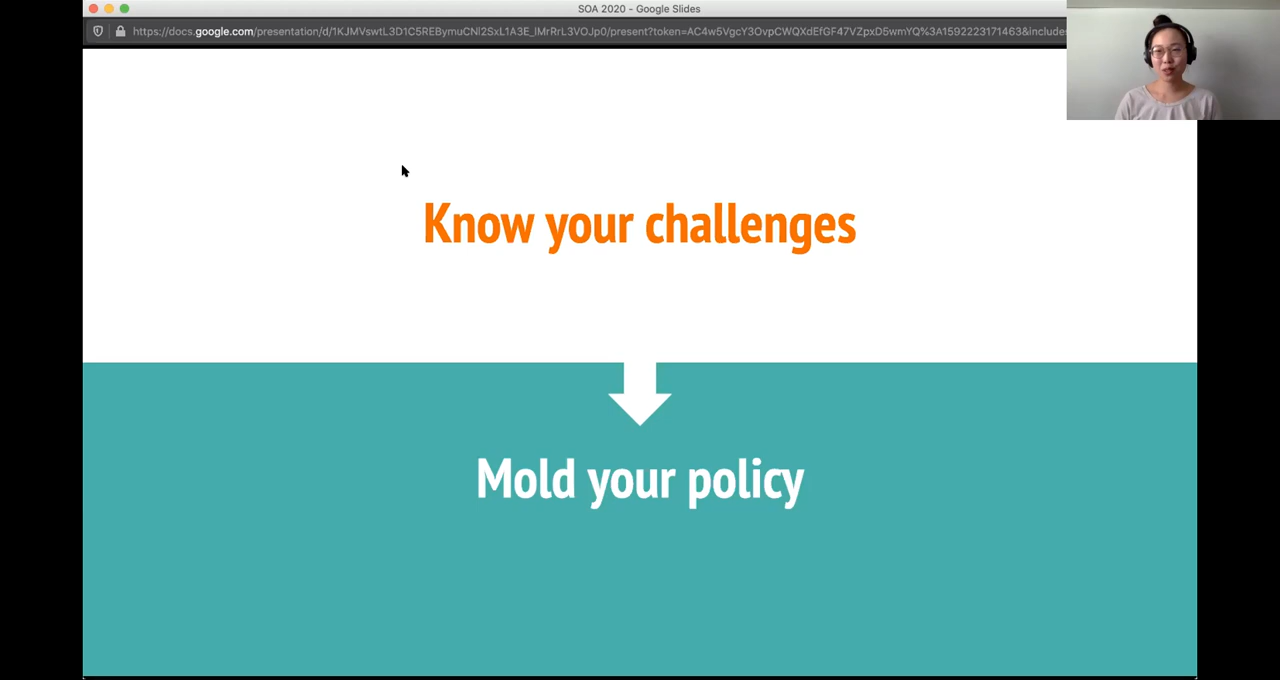 SOA 2020 - Google Slides
https://docs.google.com/presentation/d/1KJMVswtL3D1C5REBymuCNl2SxL1A3E_lMrRrL3VOJp0/present?token=AC4w5VgcY3OvpCWQXdEfGF47VZpxD5wmYQ%3A1592223171463&includes
Know your challenges
Mold your policy